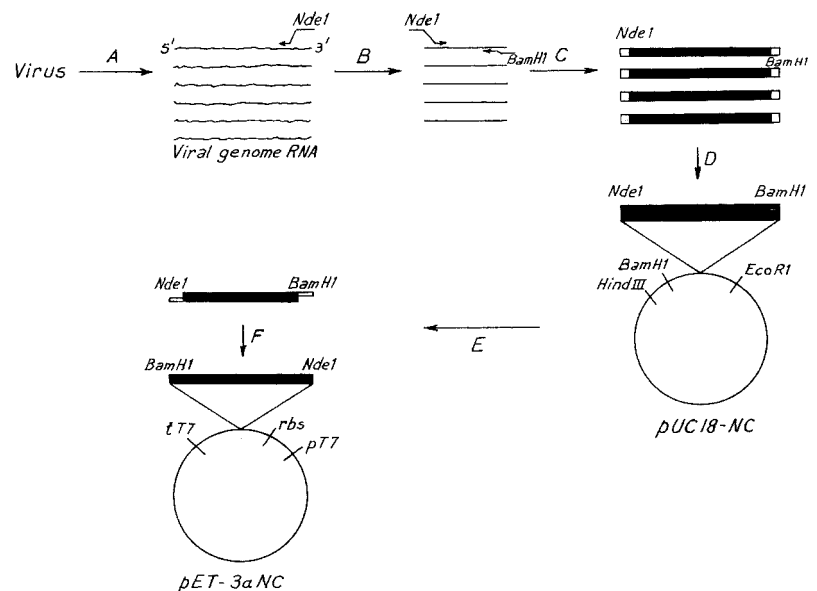 Nde1
5' 3'
Virus A B C
Viral genome RNA
Nde1
BamH1
Nde1
BamH1
D
Nde1 BamH1
BamH1 EcoR1
HindIII
E
pUC18-NC
Nde1 BamH1
F
BamH1 Nde1
tT7 rbs
pT7
pET-3aNC